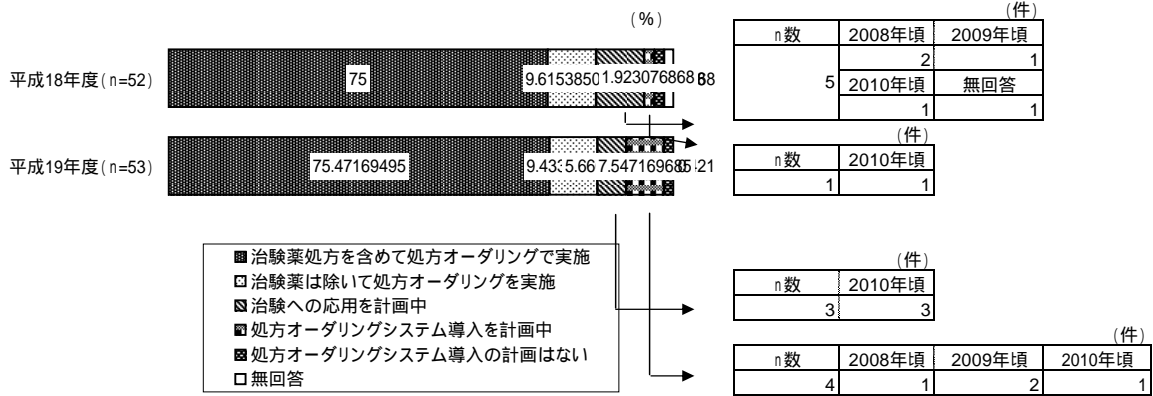 (％)
平成18年度(n=52)
75
平成19年度(n=53)
75.47169495
■治験薬処方を含めて処方オーダリングで実施
治験薬は除いて処方オーダリングを実施
治験への応用を計画中
処方オーダリングシステム導入を計画中
処方オーダリングシステム導入の計画はない
□無回答
(件)
n数 2008年頃 2009年頃
2 1
5 2010年頃 無回答
1 1
(件)
n数 2010年頃
1 1
(件)
n数 2010年頃
3 3
(件)
n数 2008年頃 2009年頃 2010年頃
4 1 2 1